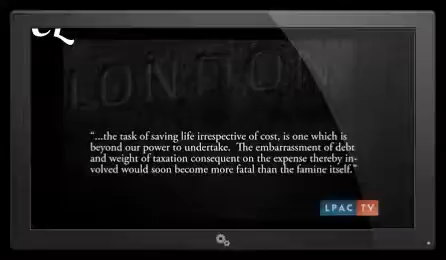 LONDON
"...the task of saving life irrespective of cost, is one which is
beyond our power to undertake. The embarrassment of debt
and weight of taxation consequent on the expense thereby in-
volved would soon become more fatal than the famine itself."
LPAC TV